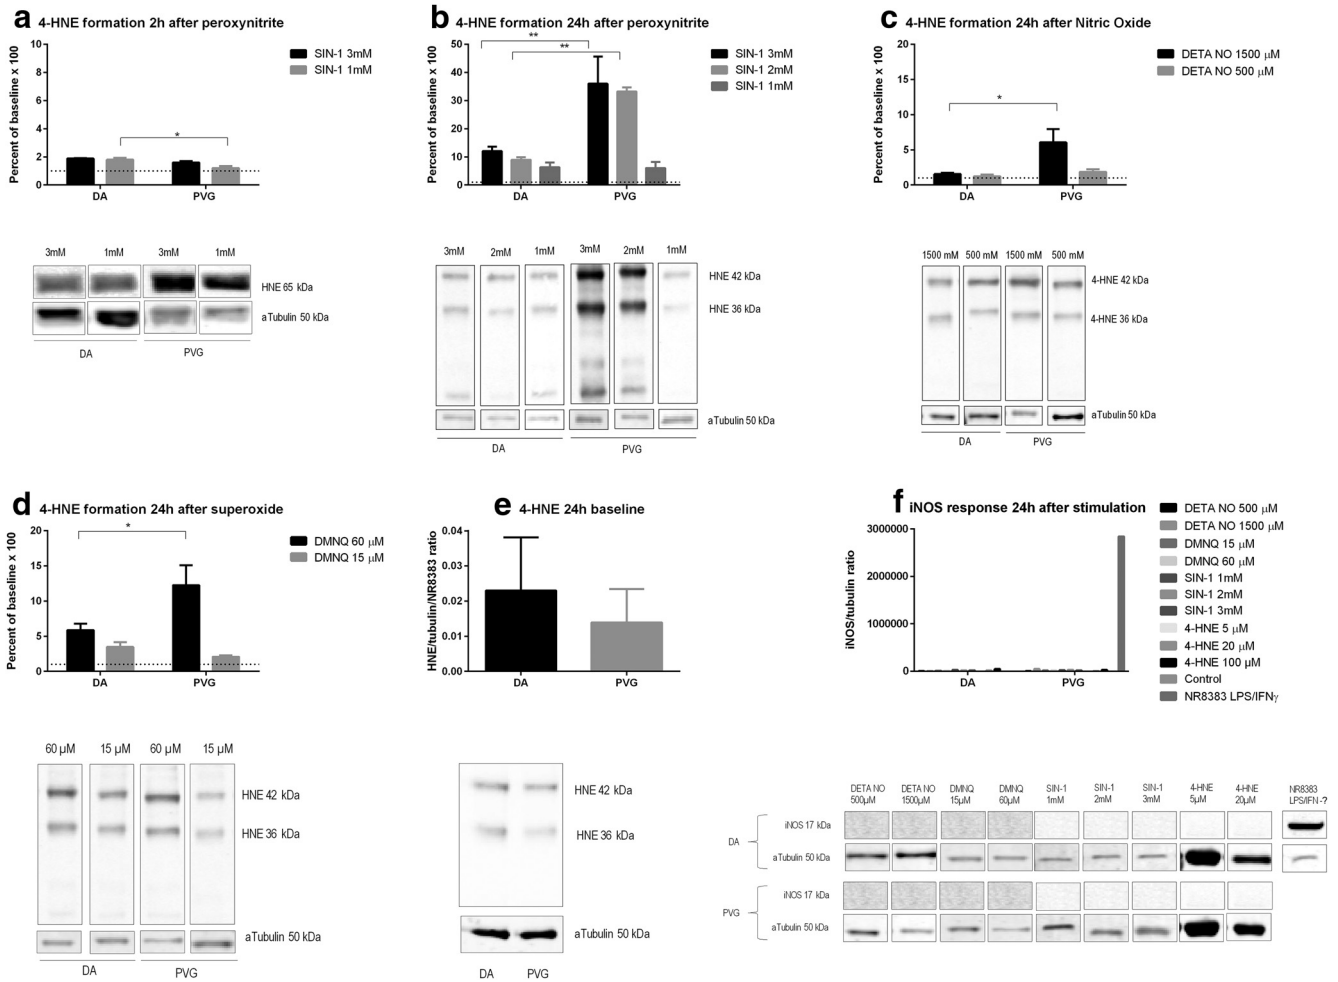 a 4-HNE formation 2h after peroxynitrite
Percent of baseline x 100
10
8
6
4
2
0
*
DA PVG
SIN-1 3mM
SIN-1 1mM
3mM 1mM 3mM 1mM
HNE 65 kDa
aTubulin 50 kDa
DA PVG
b 4-HNE formation 24h after peroxynitrite
Percent of baseline x 100
50
40
30
20
10
0
**
**
DA PVG
SIN-1 3mM
SIN-1 2mM
SIN-1 1mM
3mM 2mM 1mM 3mM 2mM 1mM
HNE 42 kDa
HNE 36 kDa
aTubulin 50 kDa
DA PVG
c 4-HNE formation 24h after Nitric Oxide
Percent of baseline x 100
20
15
10
5
0
*
DA PVG
DETA NO 1500 µM
DETA NO 500 µM
1500 mM 500 mM 1500 mM 500 mM
4-HNE 42 kDa
4-HNE 36 kDa
aTubulin 50 kDa
DA PVG
d 4-HNE formation 24h after superoxide
Percent of baseline x 100
20
15
10
5
0
*
DA PVG
DMNQ 60 µM
DMNQ 15 µM
60 µM 15 µM 60 µM 15 µM
HNE 42 kDa
HNE 36 kDa
aTubulin 50 kDa
DA PVG
e 4-HNE 24h baseline
HNE/tubulin/NR8383 ratio
0.04
0.03
0.02
0.01
0.00
DA PVG
HNE 42 kDa
HNE 36 kDa
aTubulin 50 kDa
DA PVG
f iNOS response 24h after stimulation
iNOS/tubulin ratio
3000000
2000000
1000000
0
DA PVG
DETA NO 500 µM
DETA NO 1500 µM
DMNQ 15 µM
DMNQ 60 µM
SIN-1 1mM
SIN-1 2mM
SIN-1 3mM
4-HNE 5 µM
4-HNE 20 µM
4-HNE 100 µM
Control
NR8383 LPS/IFNγ
DETA NO DETA NO DMNQ DMNQ SIN-1 SIN-1 SIN-1 4-HNE 4-HNE NR8383
500µM 1500µM 15µM 60µM 1mM 2mM 3mM 5µM 20µM LPS/IFN-?
iNOS 17 kDa
DA
aTubulin 50 kDa
iNOS 17 kDa
PVG
aTubulin 50 kDa